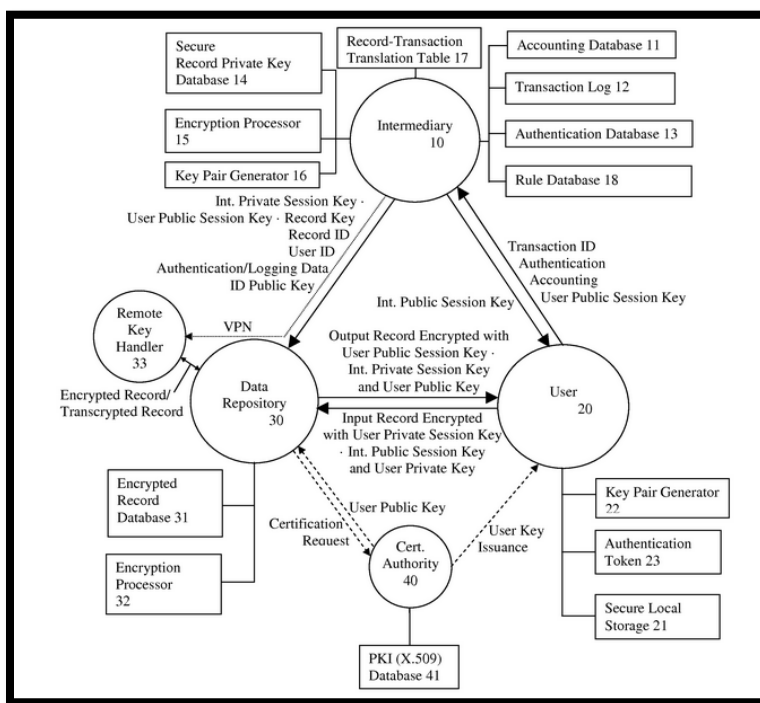 Secure
Record Private Key
Database 14
Record-Transaction
Translation Table 17
Accounting Database 11
Transaction Log 12
Encryption Processor
15
Intermediary
10
Authentication Database 13
Key Pair Generator 16
Rule Database 18
Int. Private Session Key ·
User Public Session Key · Record Key
Record ID
User ID
Authentication/Logging Data
ID Public Key
Transaction ID
Authentication
Accounting
User Public Session Key
Int. Public Session Key
Remote
Key
Handler
33
VPN
Output Record Encrypted with
User Public Session Key ·
Int. Private Session Key
and User Public Key
Encrypted Record/
Transcrypted Record
Data
Repository
30
User
20
Input Record Encrypted
with User Private Session Key
· Int. Public Session Key
and User Private Key
Encrypted
Record
Database 31
User Public Key
Certification
Request
User Key
Issuance
Key Pair Generator
22
Cert.
Authority
40
Authentication
Token 23
Encryption
Processor
32
Secure Local
Storage 21
PKI (X.509)
Database 41